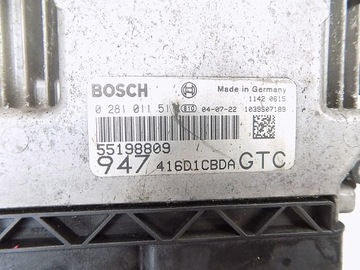 BOSCH
Made in Germany
1142 0615
0 281 011 51
04-07-22
1039S07189
55198809
947 416D1CBDA GTC